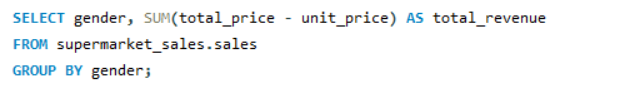 SELECT gender, SUM(total_price - unit_price) AS total_revenue
FROM supermarket_sales.sales
GROUP BY gender;